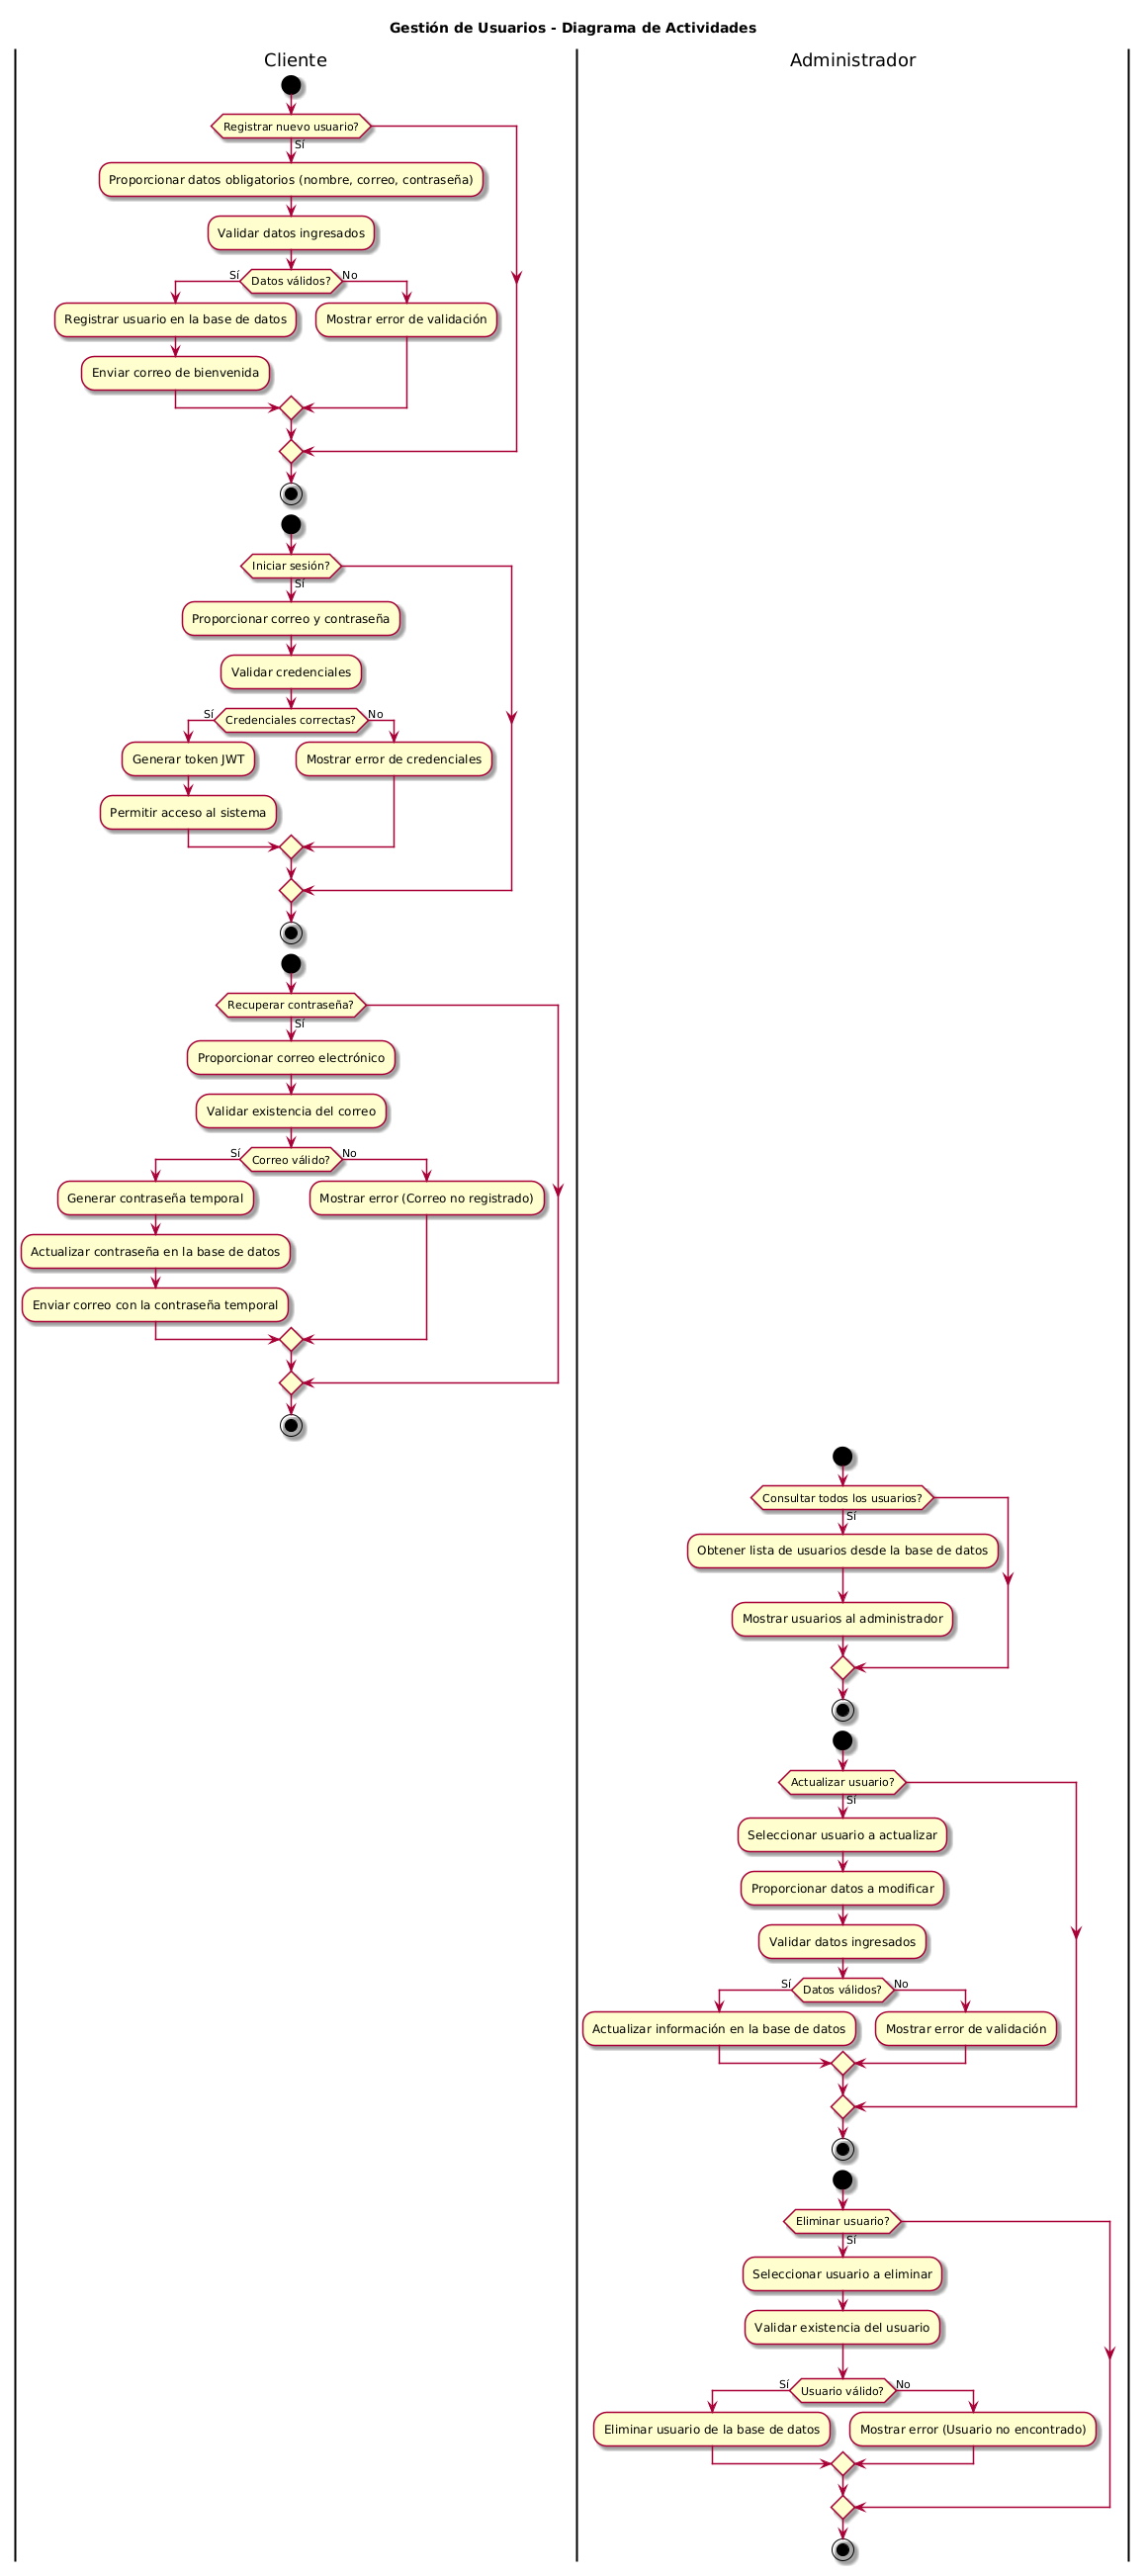 Gestión de Usuarios - Diagrama de Actividades
Cliente
Administrador
Registrar nuevo usuario?
Sí
Proporcionar datos obligatorios (nombre, correo, contraseña)
Validar datos ingresados
Sí
Datos válidos?
No
Registrar usuario en la base de datos
Mostrar error de validación
Enviar correo de bienvenida
Iniciar sesión?
Sí
Proporcionar correo y contraseña
Validar credenciales
Sí
Credenciales correctas?
No
Generar token JWT
Mostrar error de credenciales
Permitir acceso al sistema
Recuperar contraseña?
Sí
Proporcionar correo electrónico
Validar existencia del correo
Sí
Correo válido?
No
Generar contraseña temporal
Mostrar error (Correo no registrado)
Actualizar contraseña en la base de datos
Enviar correo con la contraseña temporal
Consultar todos los usuarios?
Sí
Obtener lista de usuarios desde la base de datos
Mostrar usuarios al administrador
Actualizar usuario?
Sí
Seleccionar usuario a actualizar
Proporcionar datos a modificar
Validar datos ingresados
Sí
Datos válidos?
No
Actualizar información en la base de datos
Mostrar error de validación
Eliminar usuario?
Sí
Seleccionar usuario a eliminar
Validar existencia del usuario
Sí
Usuario válido?
No
Eliminar usuario de la base de datos
Mostrar error (Usuario no encontrado)